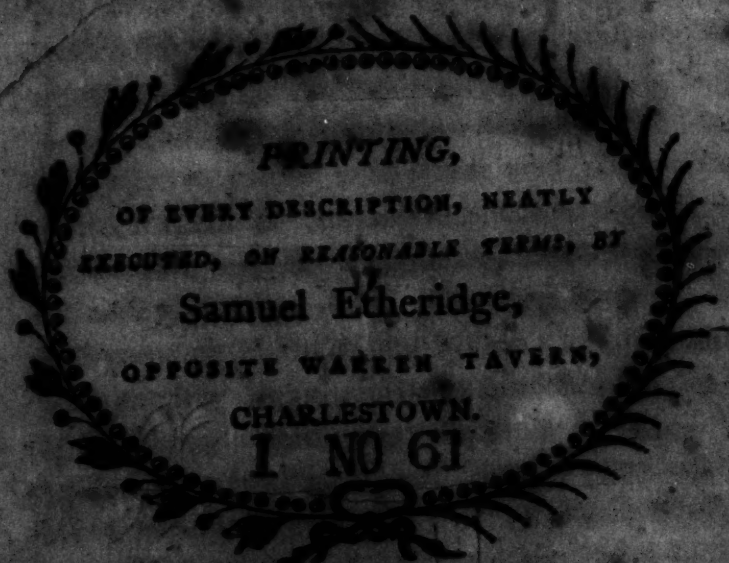 PRINTING,
OF EVERY DESCRIPTION, NEATLY
EXECUTED, ON REASONABLE TERMS, BY
Samuel Etheridge,
OPPOSITE WARREN TAVERN,
CHARLESTOWN.
1 NO 61